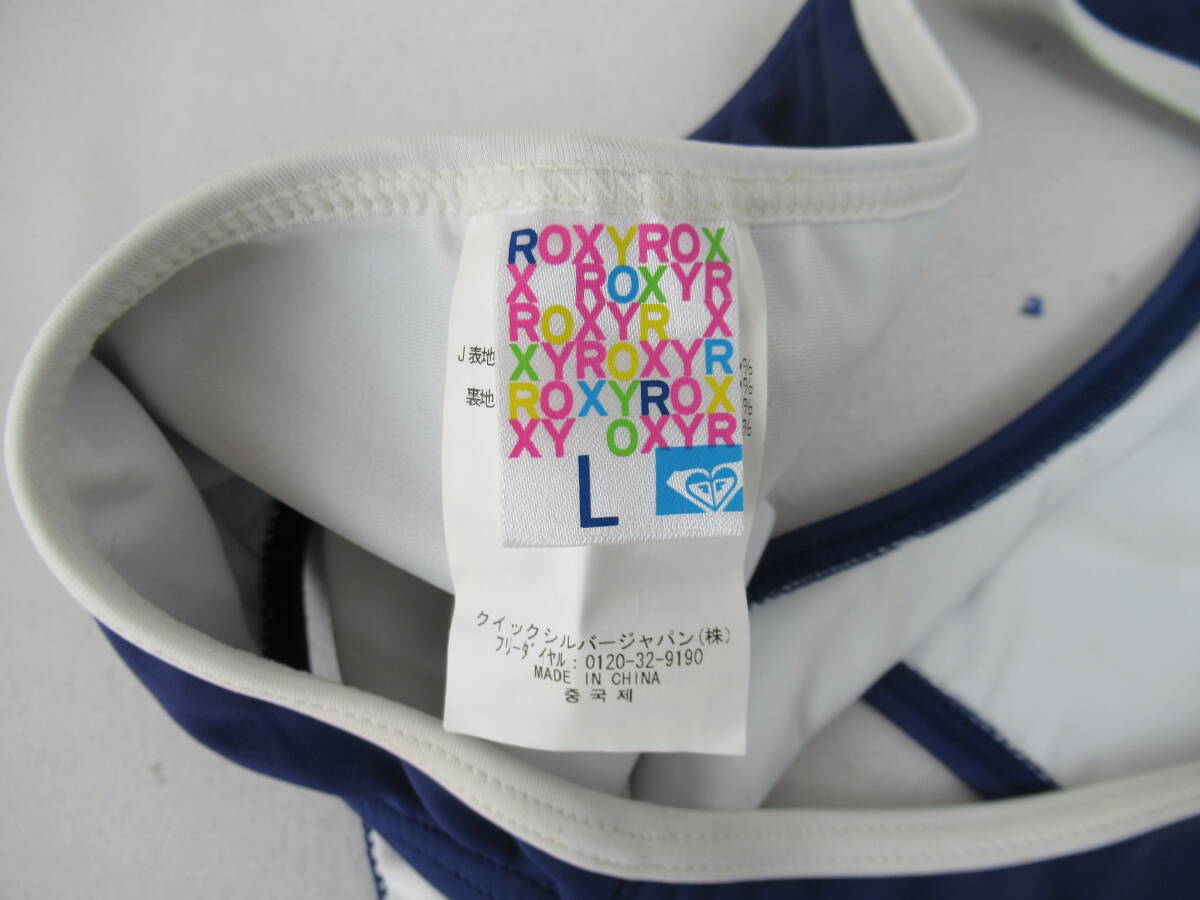 ROXYROX
X ROXYR
ROXYR X
XYROXYR
ROXYROX
XY OXYR
L
J 表地
裏地
クイックシルバージャパン(株)
フリーダイヤル: 0120-32-9190
MADE IN CHINA
중국제